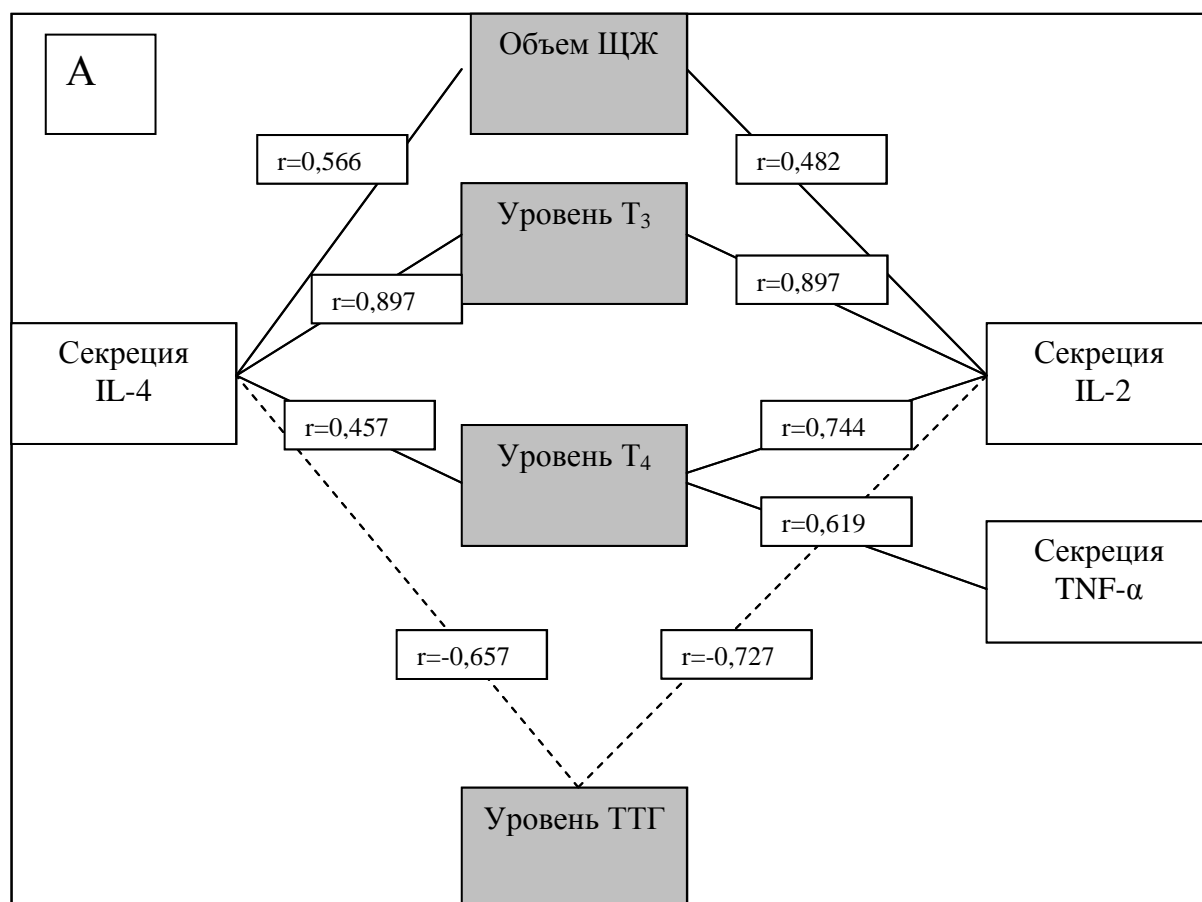 А
Объем ЩЖ
r=0,566
r=0,482
Уровень Т3
r=0,897
r=0,897
Секреция
IL-4
Секреция
IL-2
r=0,457
r=0,744
Уровень Т4
r=0,619
Секреция
TNF-α
r=-0,657
r=-0,727
Уровень ТТГ